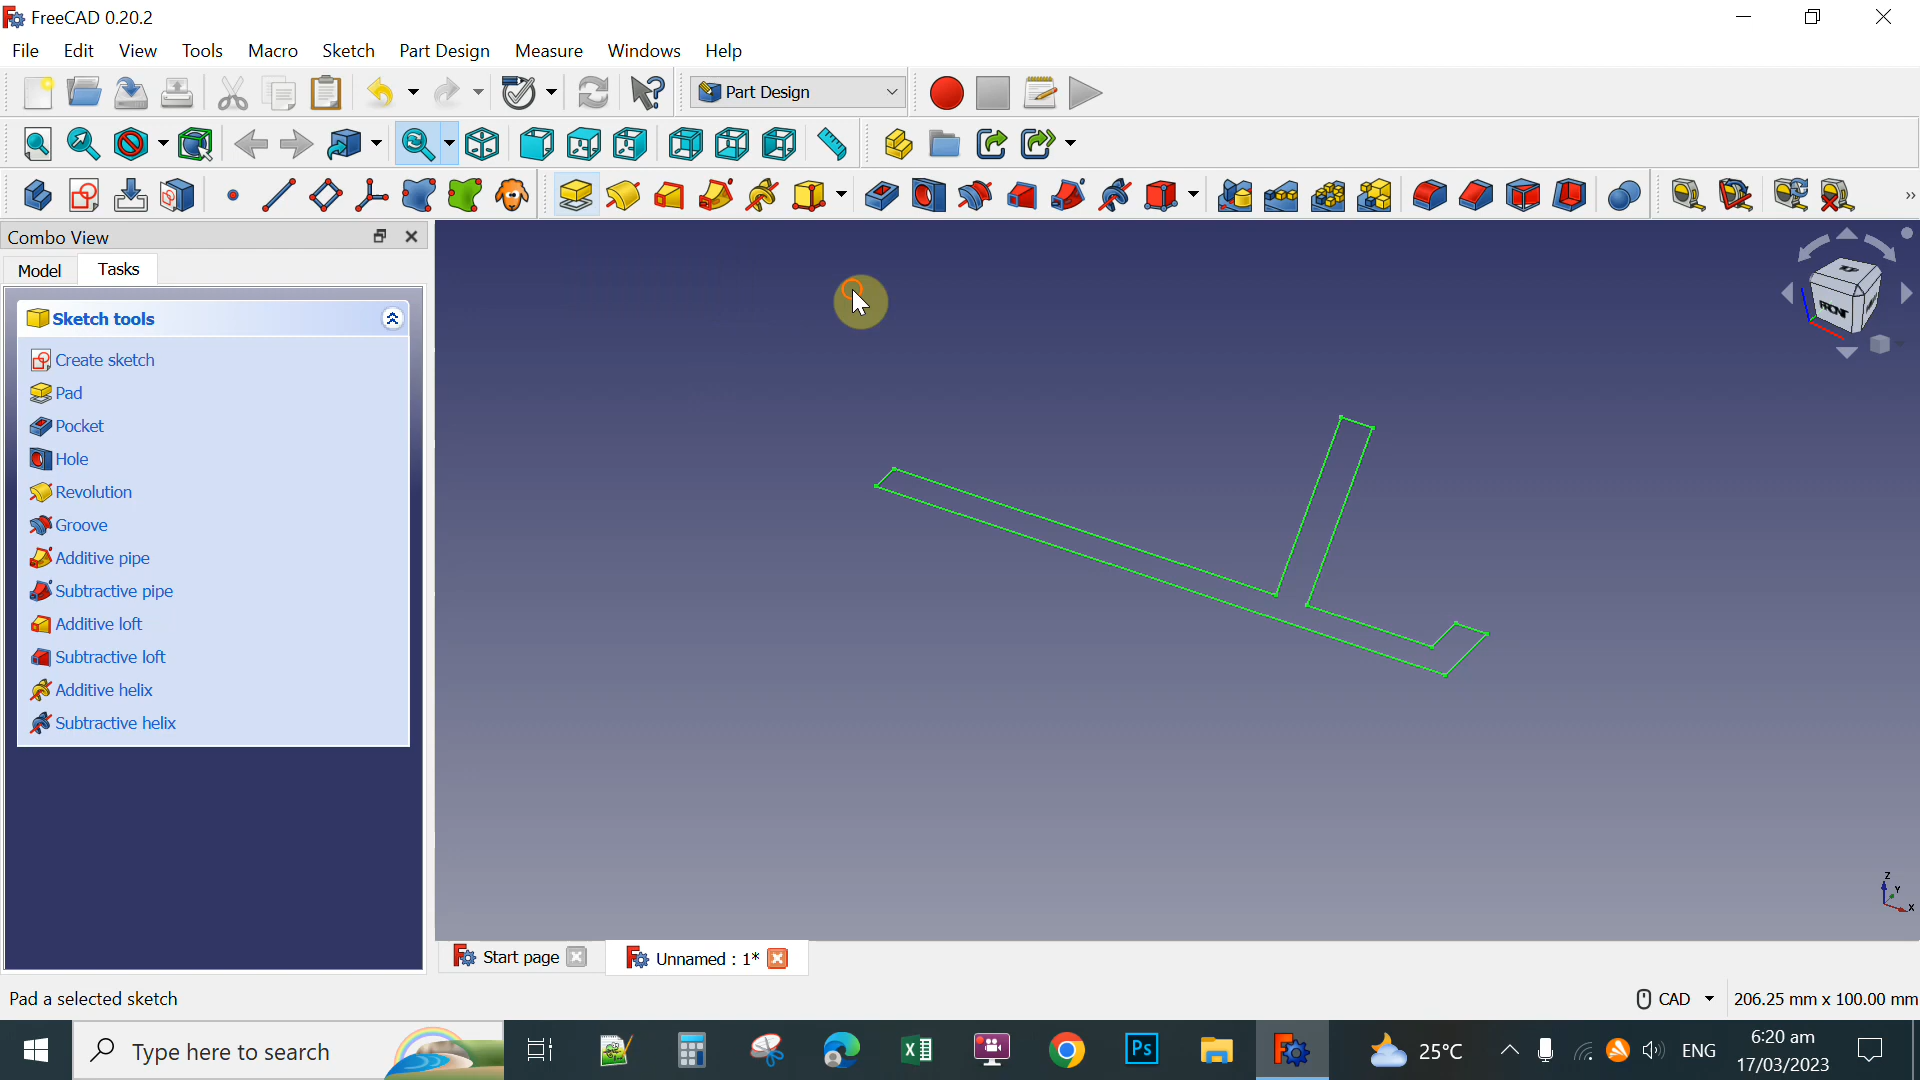 FreeCAD 0.20.2
File Edit View Tools Macro Sketch Part Design Measure Windows Help
Part Design
Combo View
Model Tasks
Sketch tools
Create sketch
Pad
Pocket
Hole
Revolution
Groove
Additive pipe
Subtractive pipe
Additive loft
Subtractive loft
Additive helix
Subtractive helix
TOP
FRONT
Z
Y
X
Start page
Unnamed : 1*
Pad a selected sketch
CAD
206.25 mm x 100.00 mm
Type here to search
Ps
25°C
ENG
6:20 am
17/03/2023